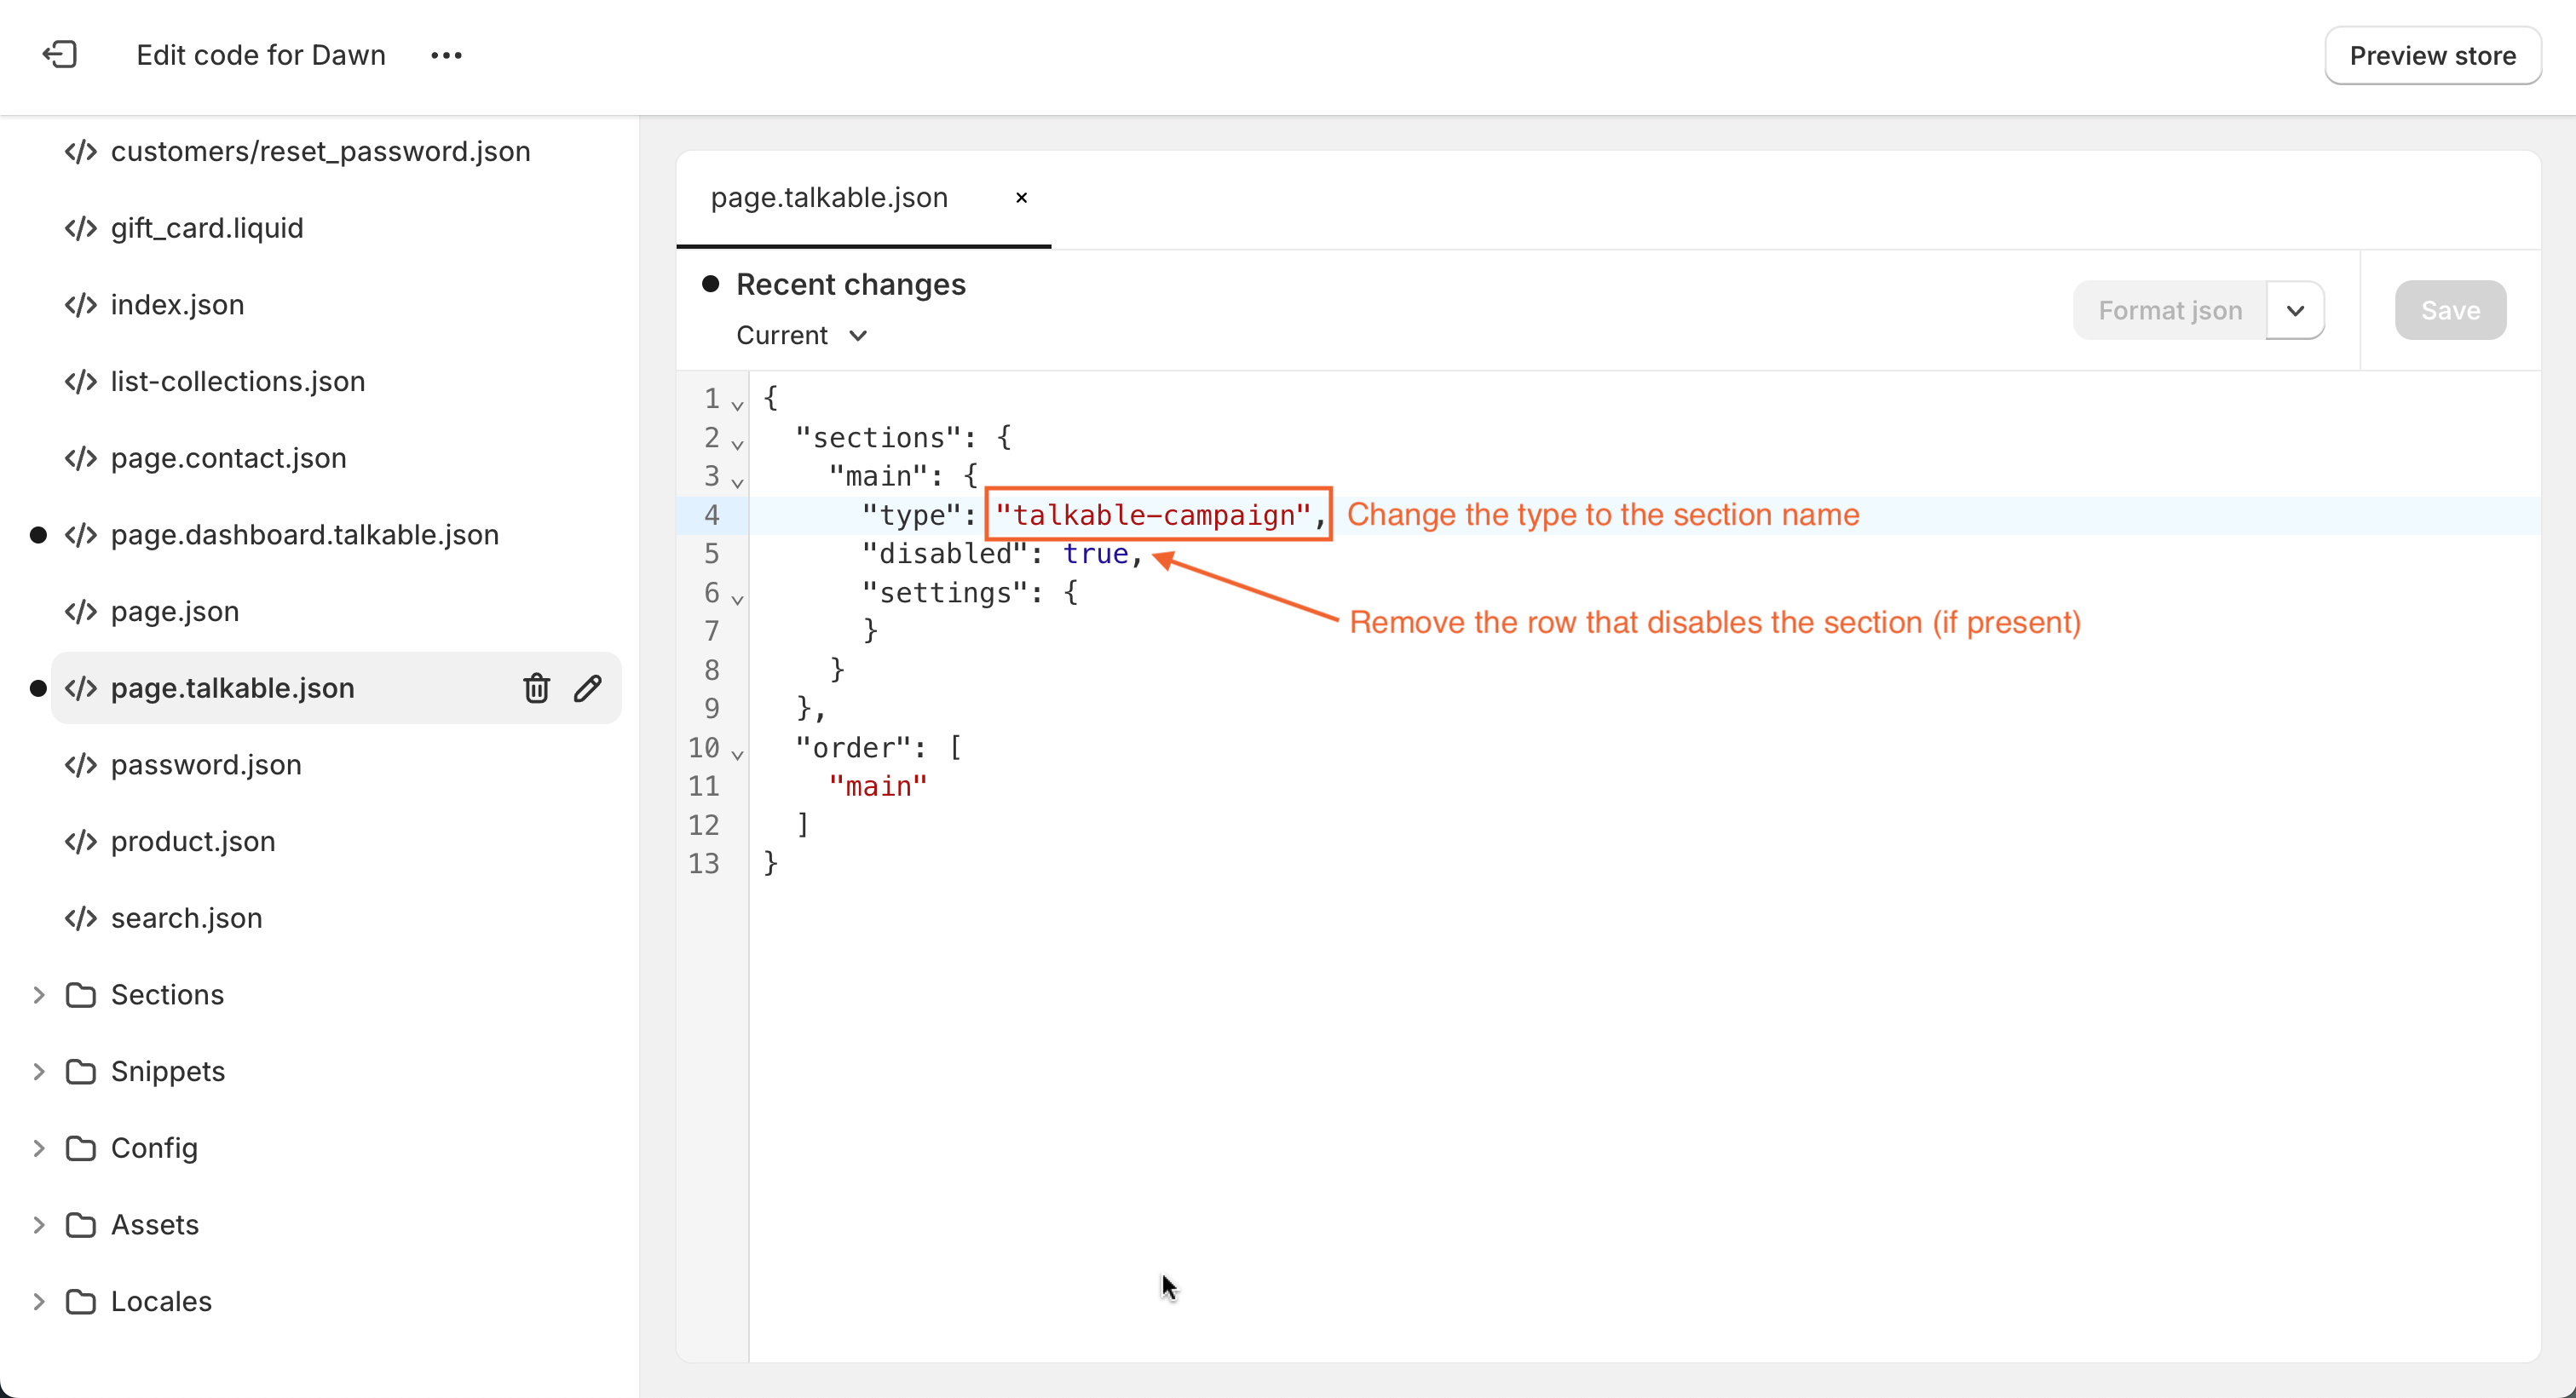 Edit code for Dawn
Preview store
customers/reset_password.json
gift_card.liquid
index.json
list-collections.json
page.contact.json
page.dashboard.talkable.json
page.json
page.talkable.json
password.json
product.json
search.json
Sections
Snippets
Config
Assets
Locales
page.talkable.json
Recent changes
Current
Format json
Save
1 {
2 "sections": {
3 "main": {
4 "type": "talkable-campaign", Change the type to the section name
5 "disabled": true,
6 "settings": {
7 }
Remove the row that disables the section (if present)
8 }
9 },
10 "order": [
11 "main"
12 ]
13 }